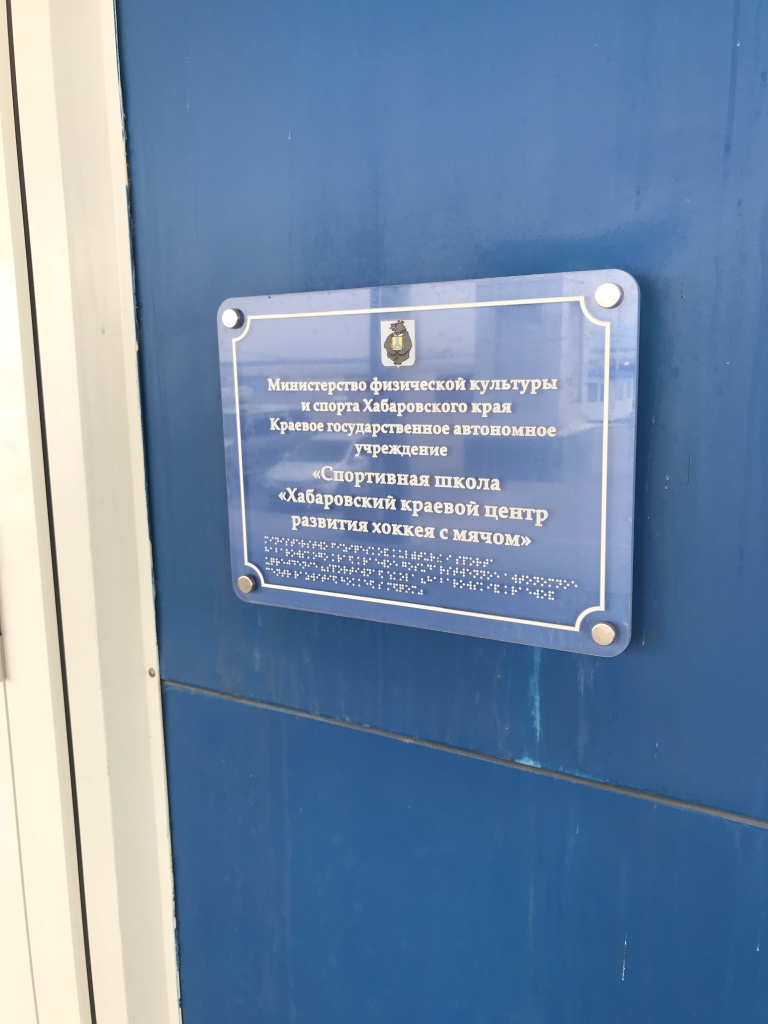 Министерство физической культуры
и спорта Хабаровского края
Краевое государственное автономное
учреждение
«Спортивная школа
«Хабаровский краевой центр
развития хоккея с мячом»